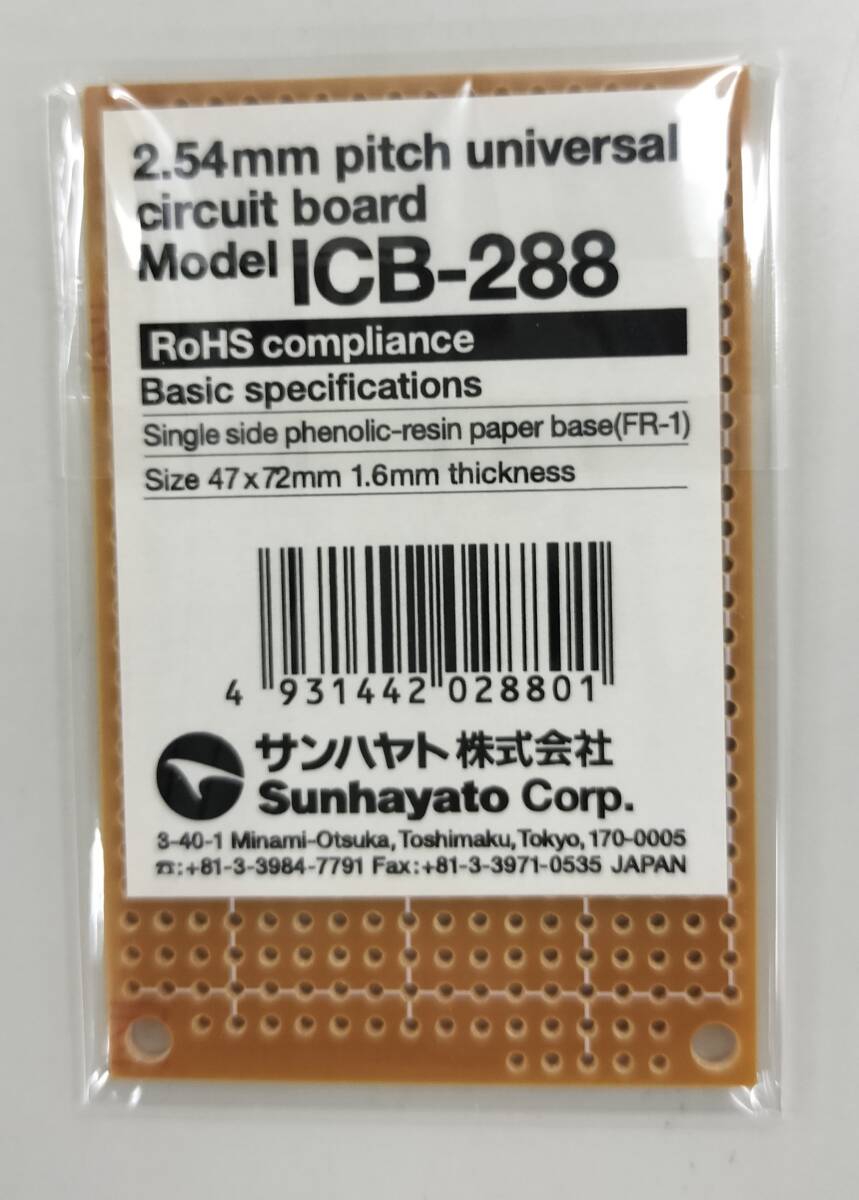 2.54mm pitch universal
circuit board
Model ICB-288
RoHS compliance
Basic specifications
Single side phenolic-resin paper base(FR-1)
Size 47x72mm 1.6mm thickness
4 931442 028801
サンハヤト株式会社
Sunhayato Corp.
3-40-1 Minami-Otsuka,Toshimaku,Tokyo,170-0005
☎:+81-3-3984-7791 Fax:+81-3-3971-0535 JAPAN